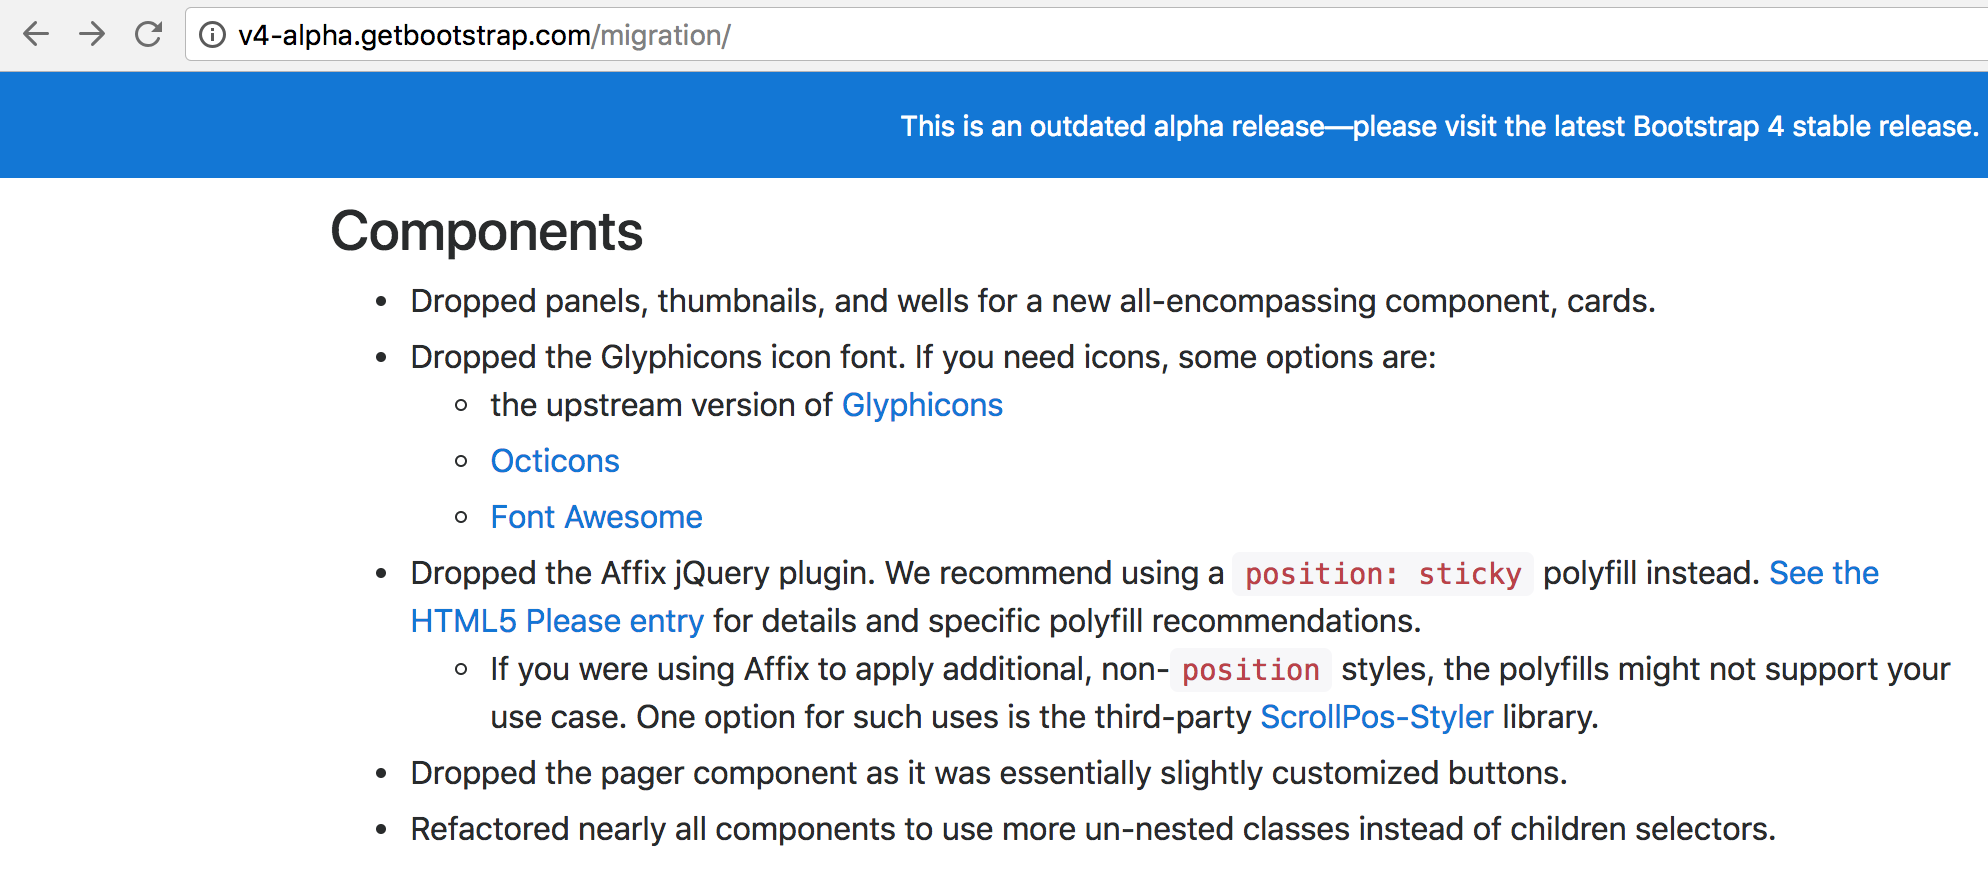 v4-alpha.getbootstrap.com/migration/
This is an outdated alpha release—please visit the latest Bootstrap 4 stable release.
Components
Dropped panels, thumbnails, and wells for a new all-encompassing component, cards.
Dropped the Glyphicons icon font. If you need icons, some options are:
the upstream version of Glyphicons
Octicons
Font Awesome
Dropped the Affix jQuery plugin. We recommend using a position: sticky polyfill instead. See the
HTML5 Please entry for details and specific polyfill recommendations.
If you were using Affix to apply additional, non-position styles, the polyfills might not support your
use case. One option for such uses is the third-party ScrollPos-Styler library.
Dropped the pager component as it was essentially slightly customized buttons.
Refactored nearly all components to use more un-nested classes instead of children selectors.